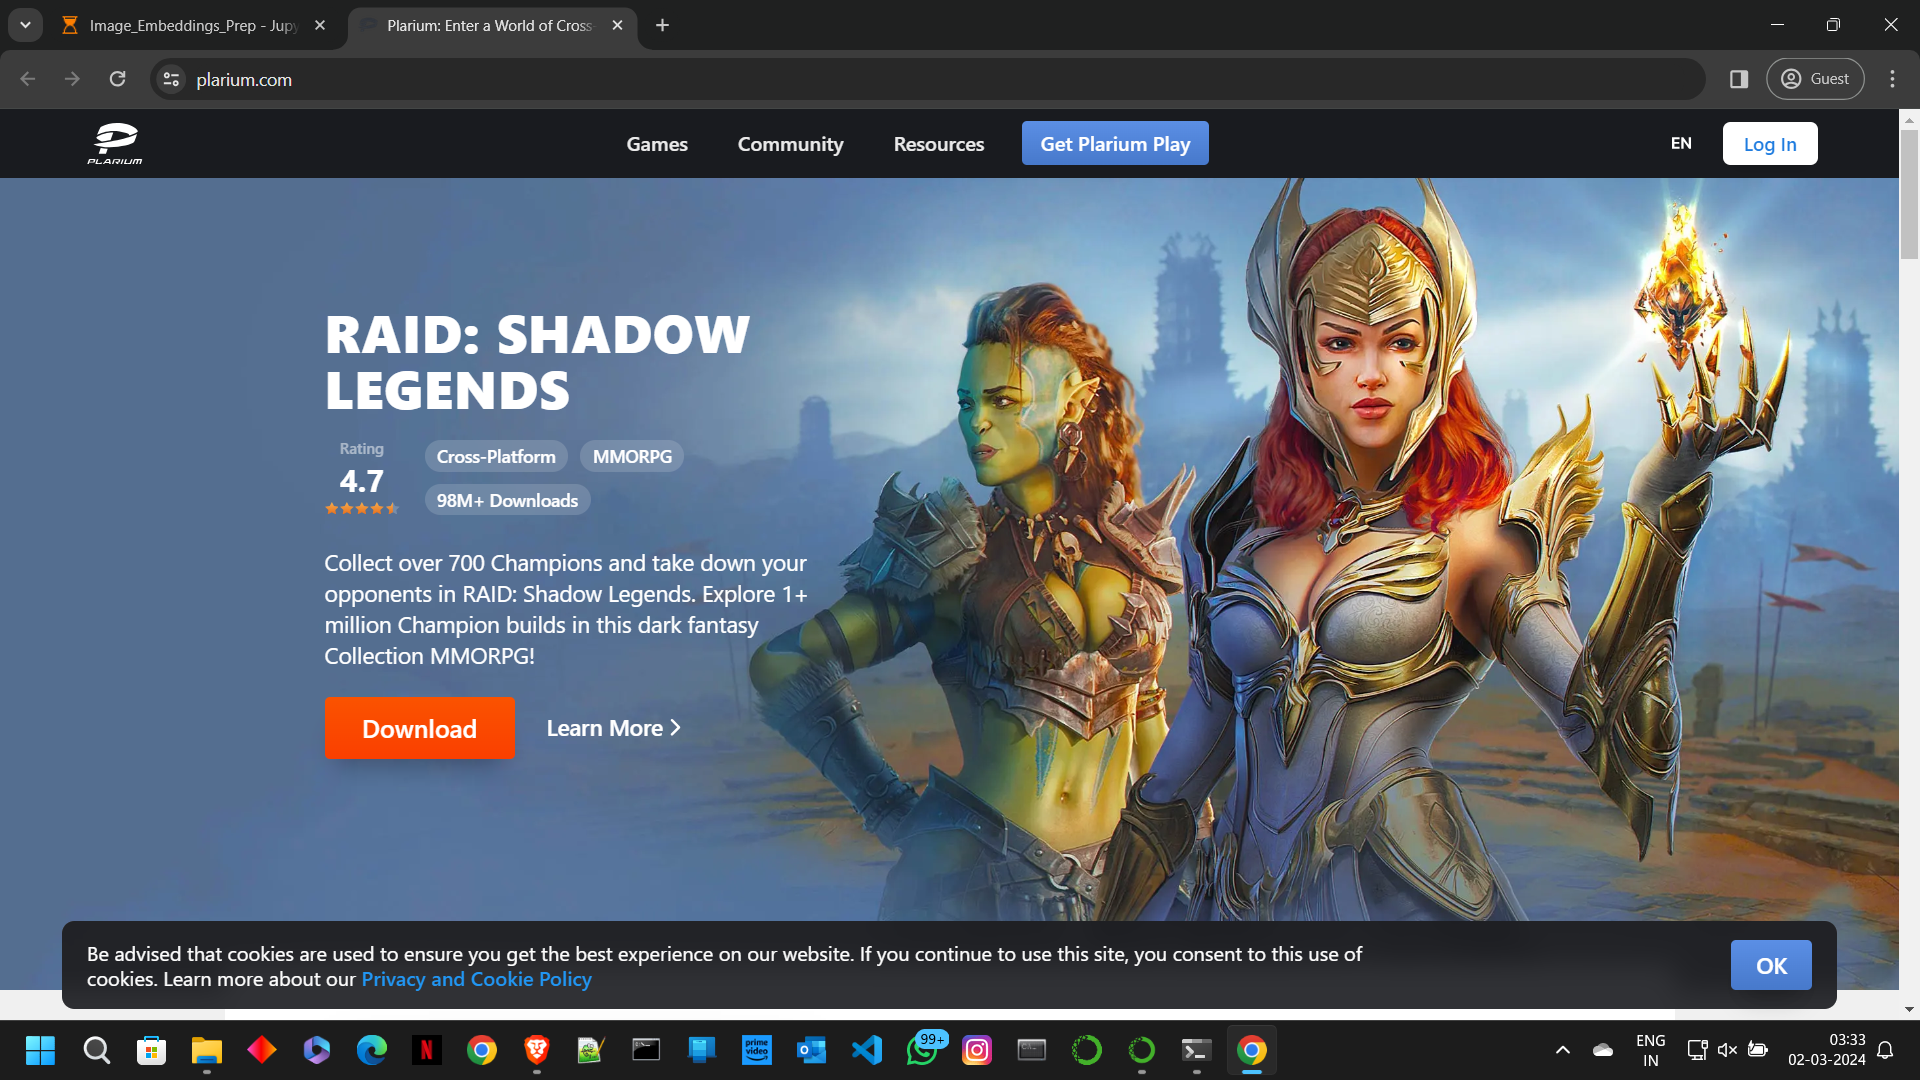 Image_Embeddings_Prep - Jupy
Plarium: Enter a World of Cross-
plarium.com
Guest
PLARIUM
Games
Community
Resources
Get Plarium Play
EN
Log In
RAID: SHADOW
LEGENDS
Rating
4.7
Cross-Platform
MMORPG
98M+ Downloads
Collect over 700 Champions and take down your
opponents in RAID: Shadow Legends. Explore 1+
million Champion builds in this dark fantasy
Collection MMORPG!
Download
Learn More
Be advised that cookies are used to ensure you get the best experience on our website. If you continue to use this site, you consent to this use of
cookies. Learn more about our Privacy and Cookie Policy
OK
N
prime
video
99+
ENG
IN
03:33
02-03-2024